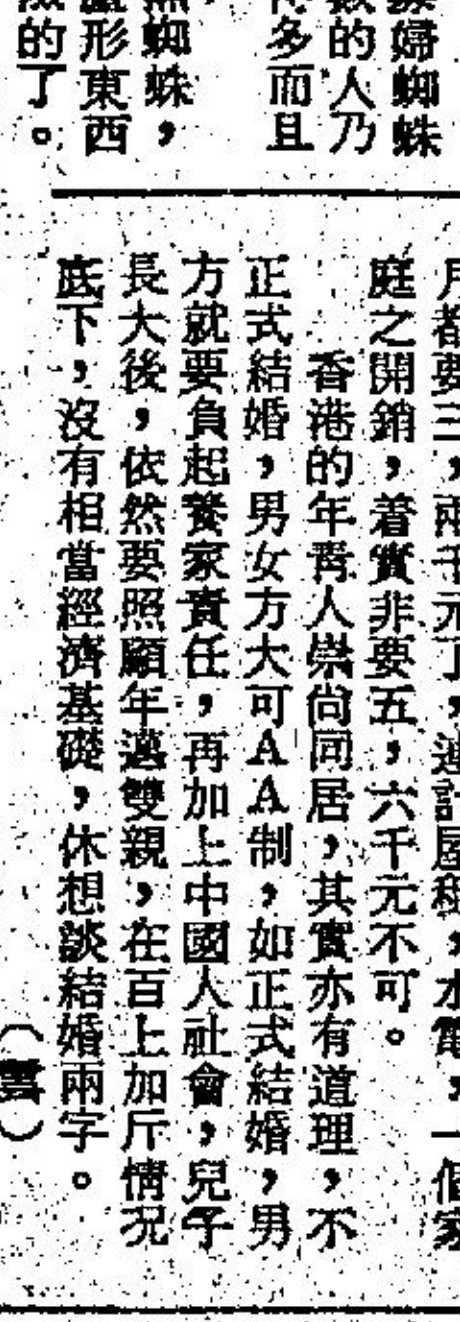 寡婦蜘蛛
數的人乃
得多而且
黑蜘蛛，
蘆形東西
的了。
月都要三，兩千元了，連計屋租，水電，一個家
庭之開銷，着實非要五，六千元不可。
香港的年靑人崇尚同居，其實亦有道理，不
正式結婚，男女方大可ＡＡ制，如正式結婚，男
方就要負起養家責任，再加上中國人社會，兒子
長大後，依然要照顧年邁雙親，在百上加斤情況
底下，沒有相當經濟基礎，休想談結婚兩字。
（雲）